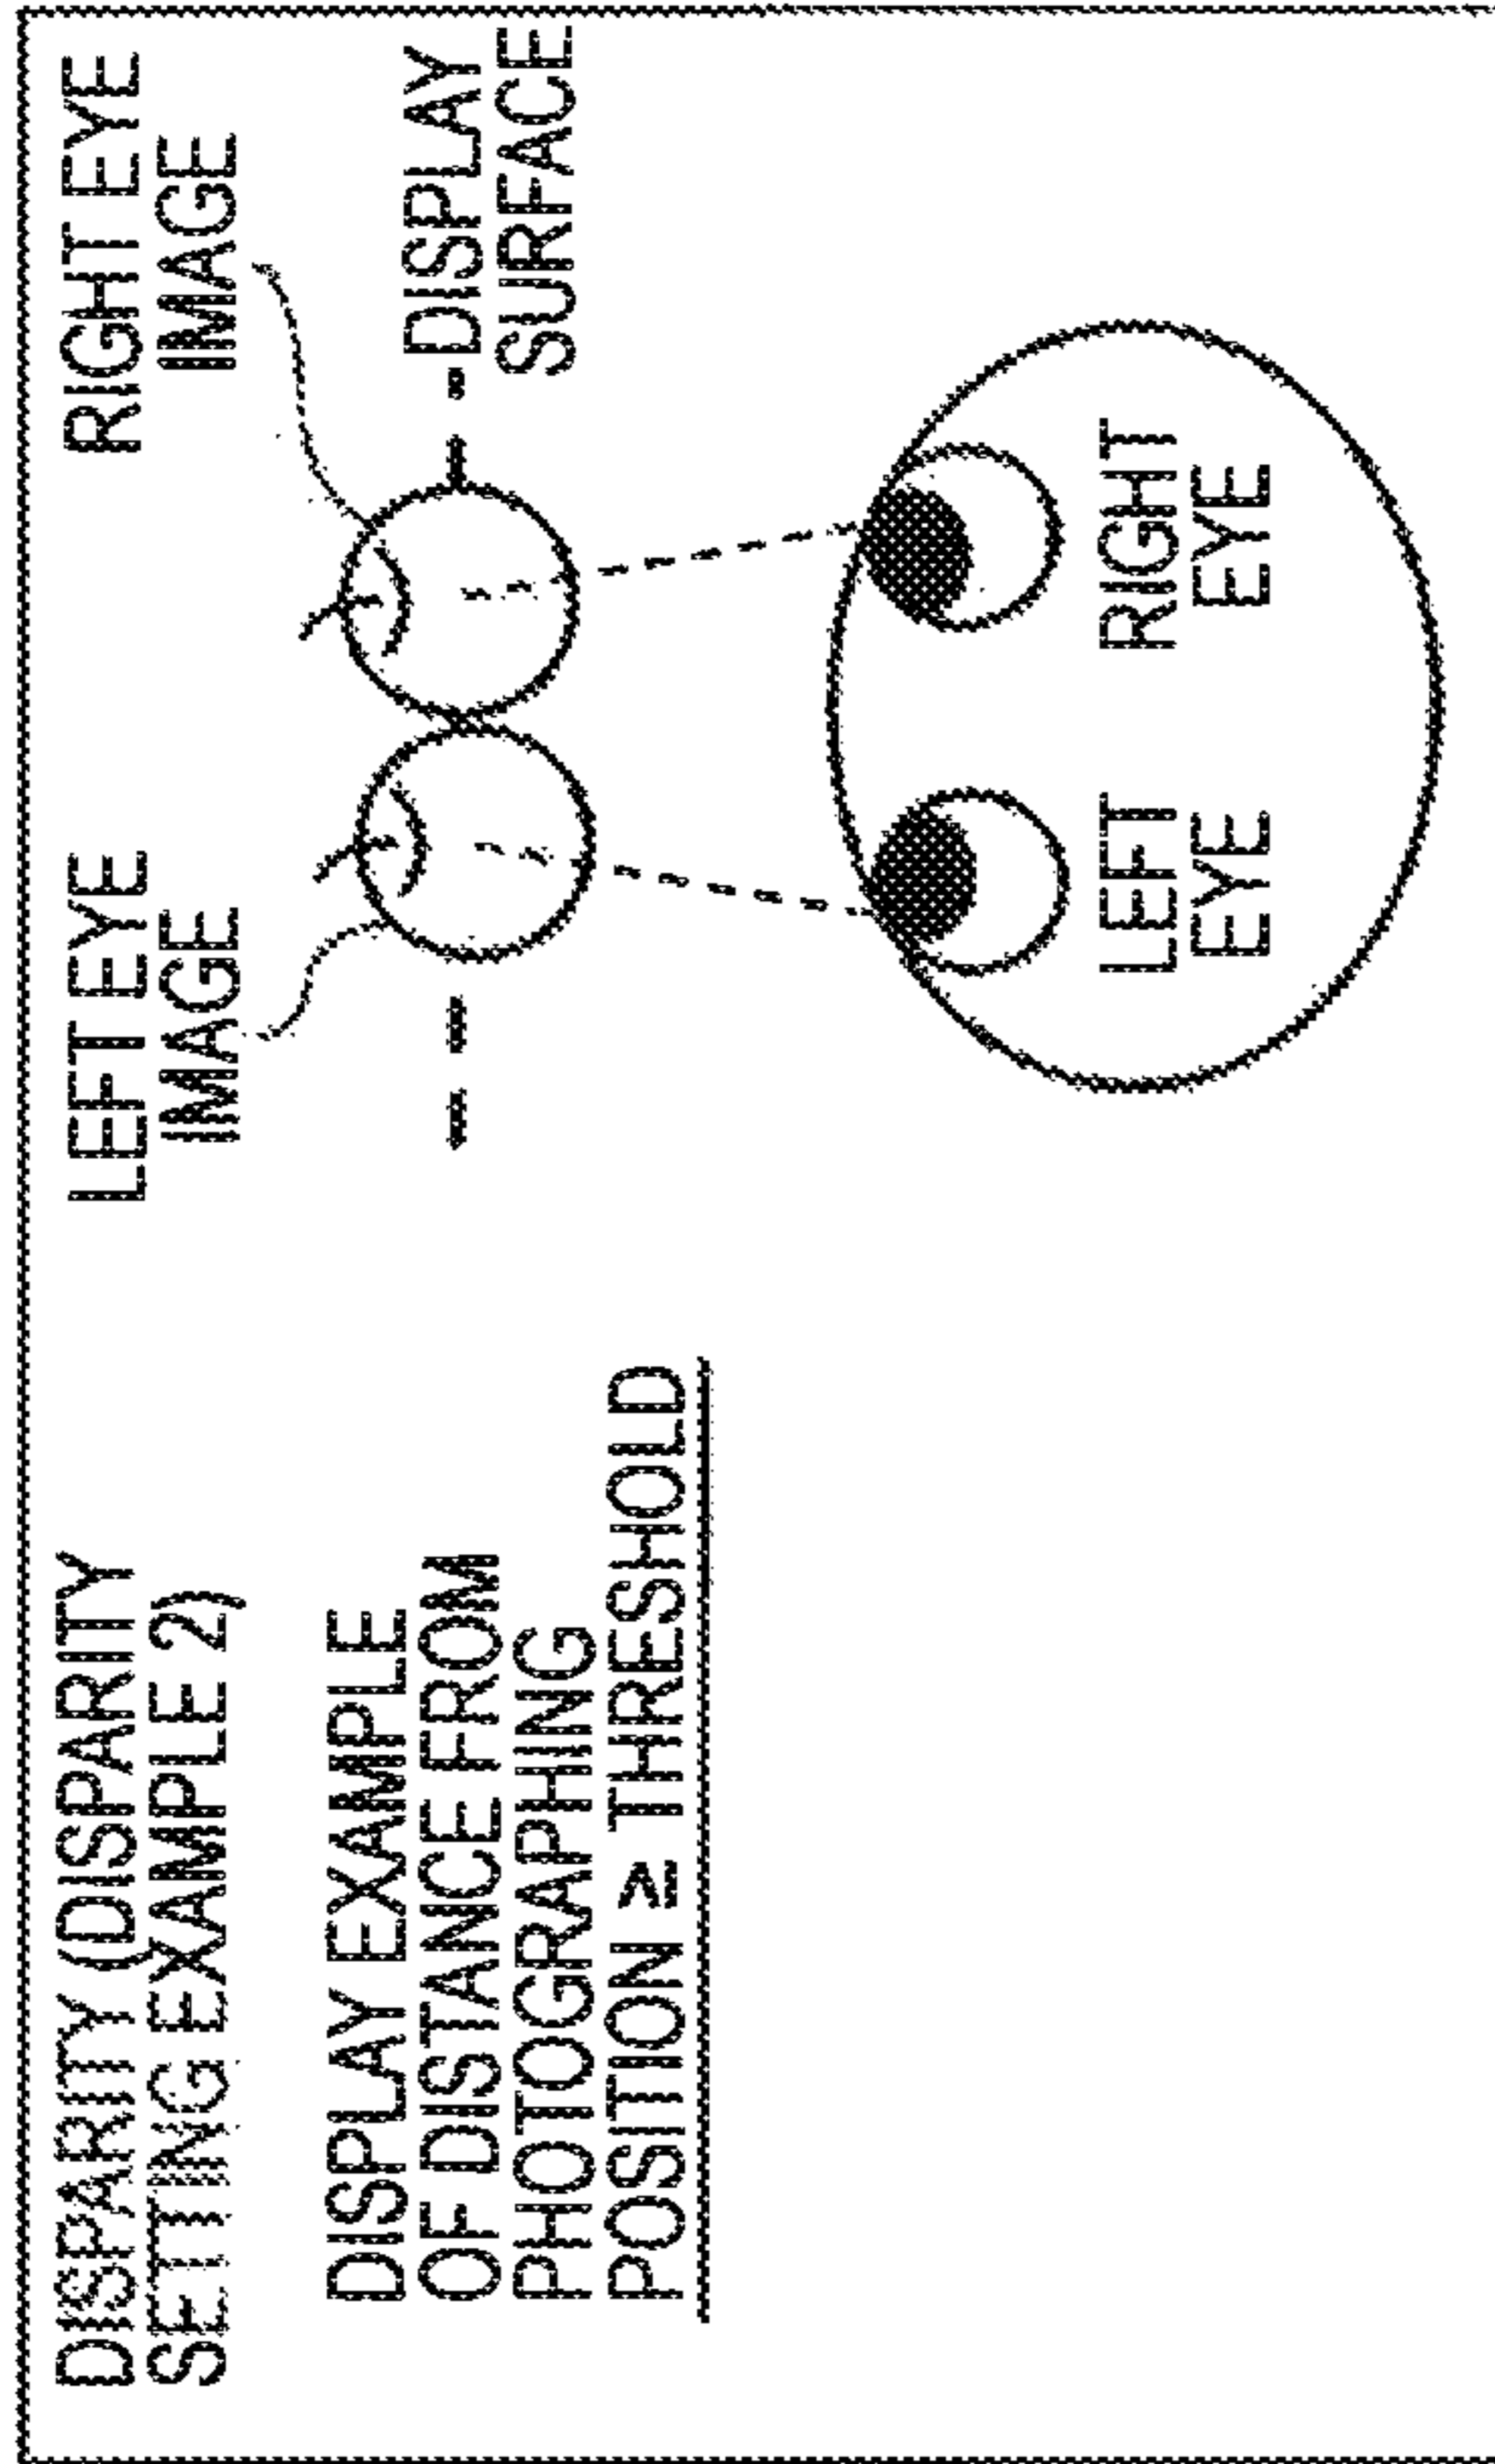 DISPARITY (DISPARITY
SETTING EXAMPLE 2)
DISPLAY EXAMPLE
OF DISTANCE FROM
PHOTOGRAPHING
POSITION ≥ THRESHOLD
LEFT EYE
IMAGE
RIGHT EYE
IMAGE
DISPLAY
SURFACE
LEFT
EYE
RIGHT
EYE